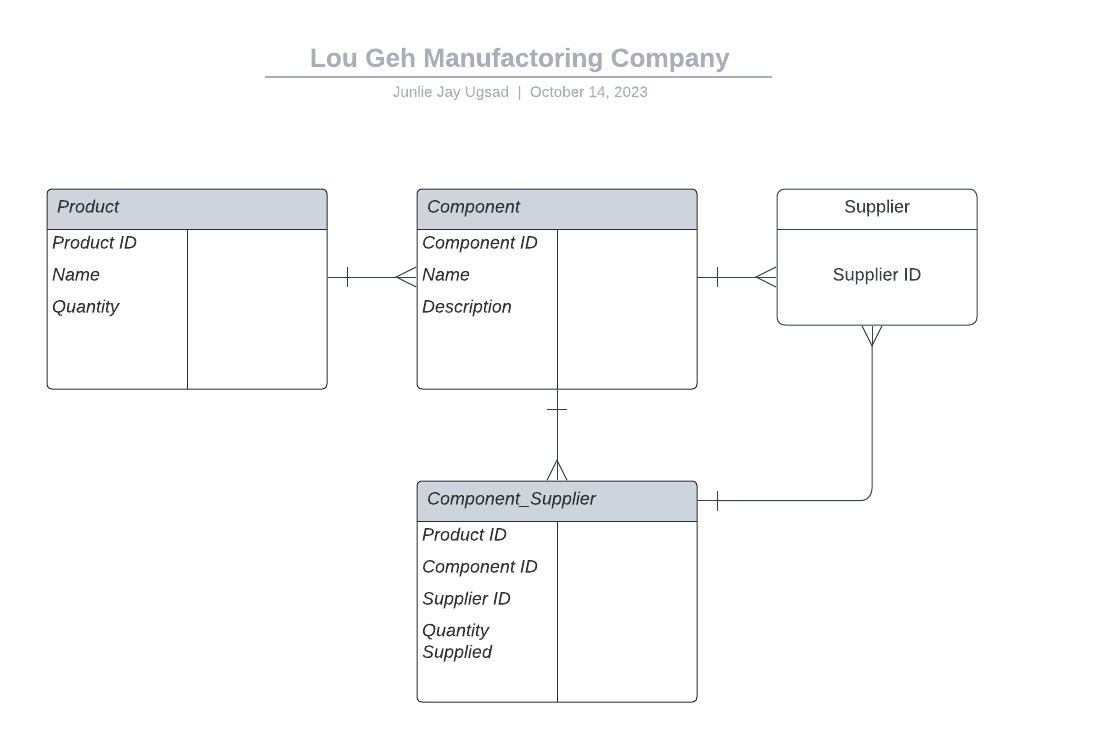 Lou Geh Manufactoring Company
Junlie Jay Ugsad | October 14, 2023
Product
Product ID
Name
Quantity
Component
Component ID
Name
Description
Supplier
Supplier ID
Component_Supplier
Product ID
Component ID
Supplier ID
Quantity
Supplied